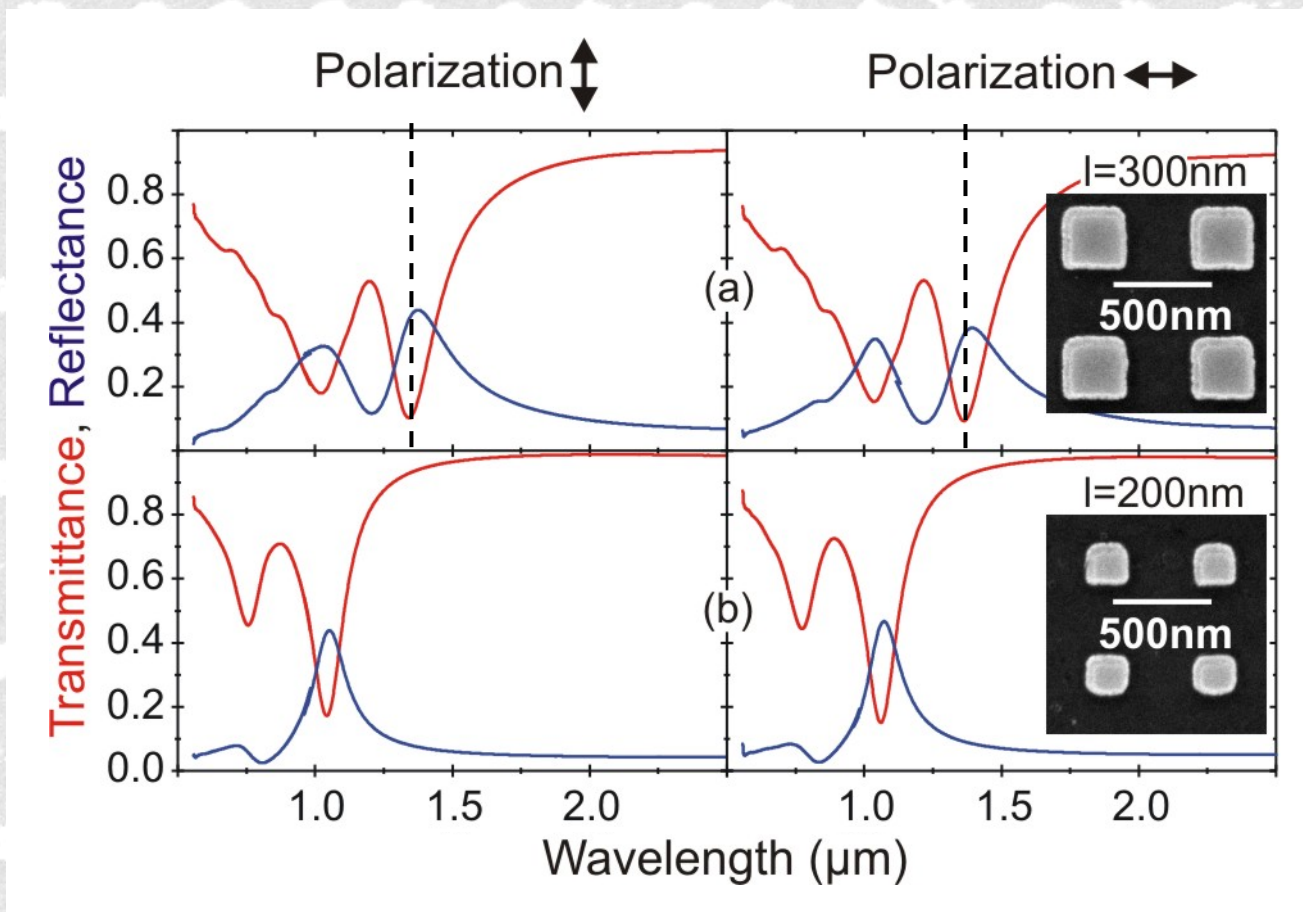 Polarization
Polarization
Transmittance, Reflectance
0.8
0.6
0.4
0.2
(a)
l=300nm
500nm
0.8
0.6
0.4
0.2
0.0
(b)
l=200nm
500nm
1.0 1.5 2.0
1.0 1.5 2.0
Wavelength (μm)